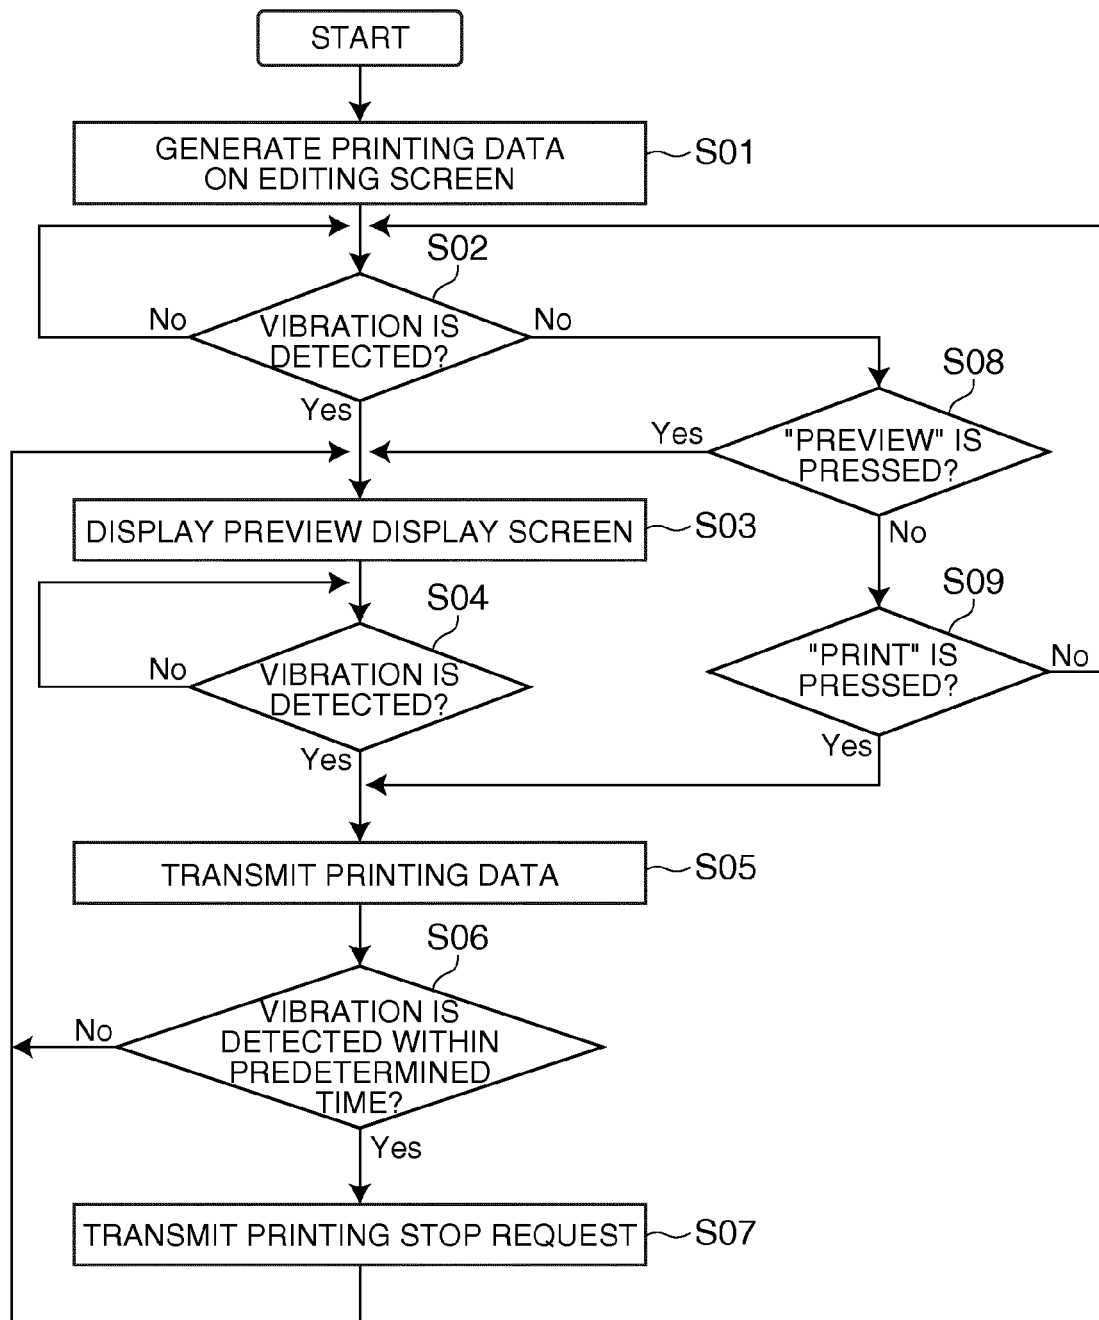 START
GENERATE PRINTING DATA
ON EDITING SCREEN
S01
S02
No
VIBRATION IS
DETECTED?
No
Yes
S08
Yes
"PREVIEW" IS
PRESSED?
No
DISPLAY PREVIEW DISPLAY SCREEN
S03
S04
No
VIBRATION IS
DETECTED?
Yes
S09
"PRINT" IS
PRESSED?
No
Yes
TRANSMIT PRINTING DATA
S05
S06
No
VIBRATION IS
DETECTED WITHIN
PREDETERMINED
TIME?
Yes
TRANSMIT PRINTING STOP REQUEST
S07